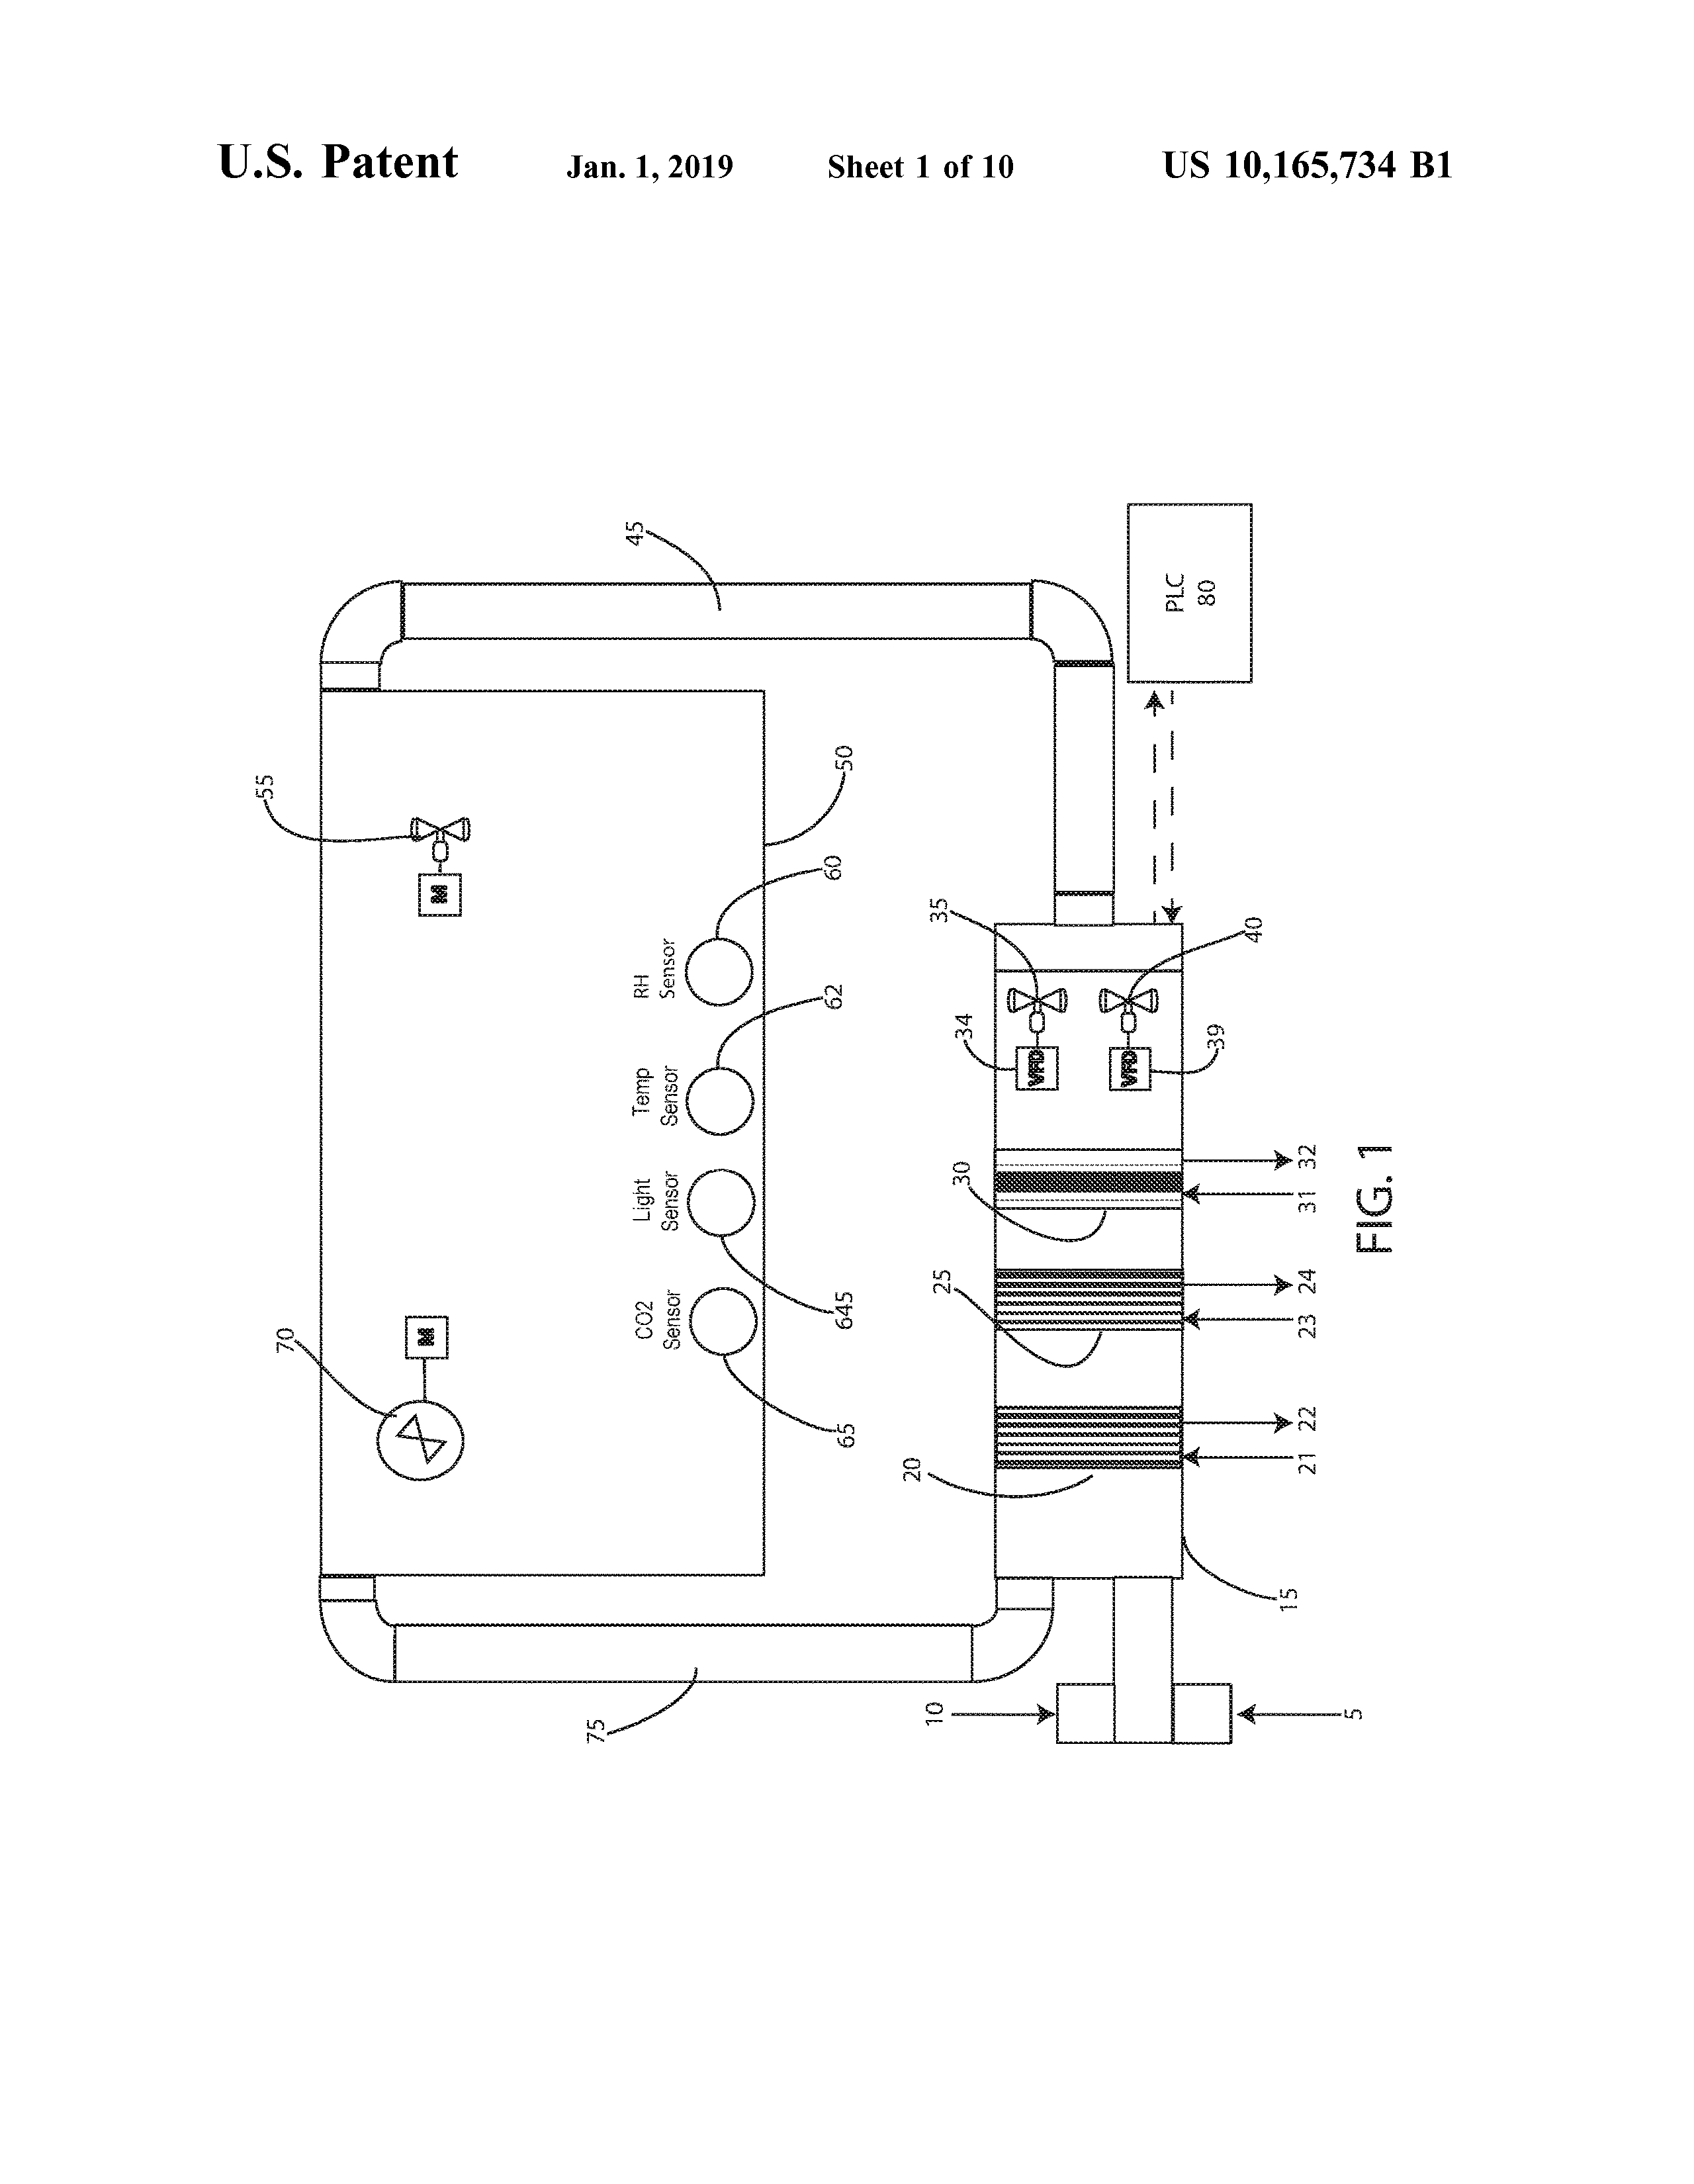 U.S. Patent Jan. 1, 2019 Sheet 1 of 10 US 10,165,734 B1
70
55
M
M
CO2
Sensor
Light
Sensor
Temp
Sensor
RH
Sensor
45
65
645
62
60
50
75
20
25
30
34
35
VFD
VFD
10
5
15
21
22
23
24
31
32
39
40
PLC
80
FIG. 1